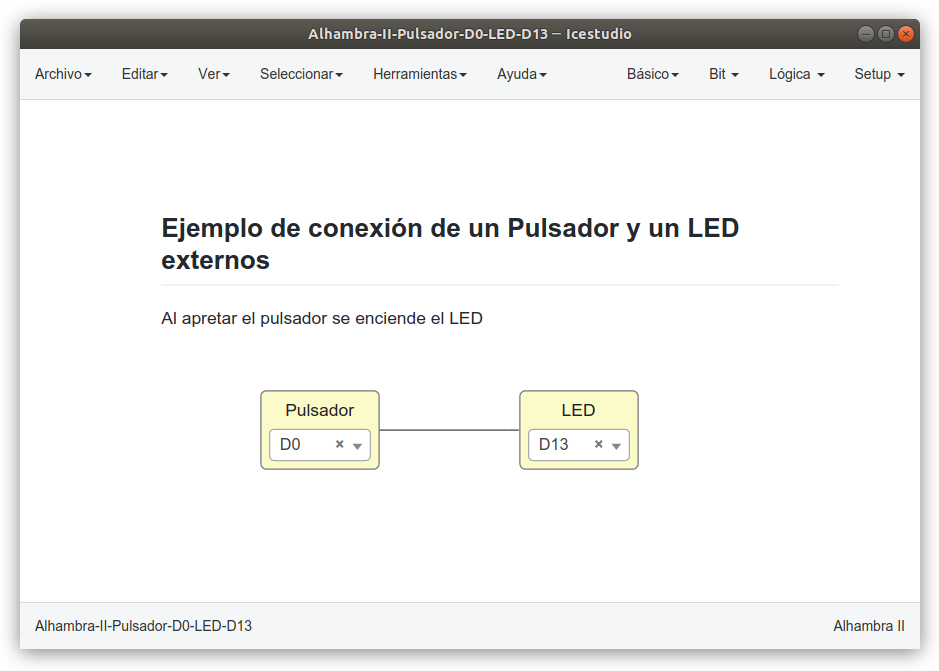 Alhambra-II-Pulsador-D0-LED-D13 — Icestudio
Archivo Editar Ver Seleccionar Herramientas Ayuda Básico Bit Lógica Setup
Ejemplo de conexión de un Pulsador y un LED
externos
Al apretar el pulsador se enciende el LED
Pulsador LED
D0 D13
Alhambra-II-Pulsador-D0-LED-D13 Alhambra II